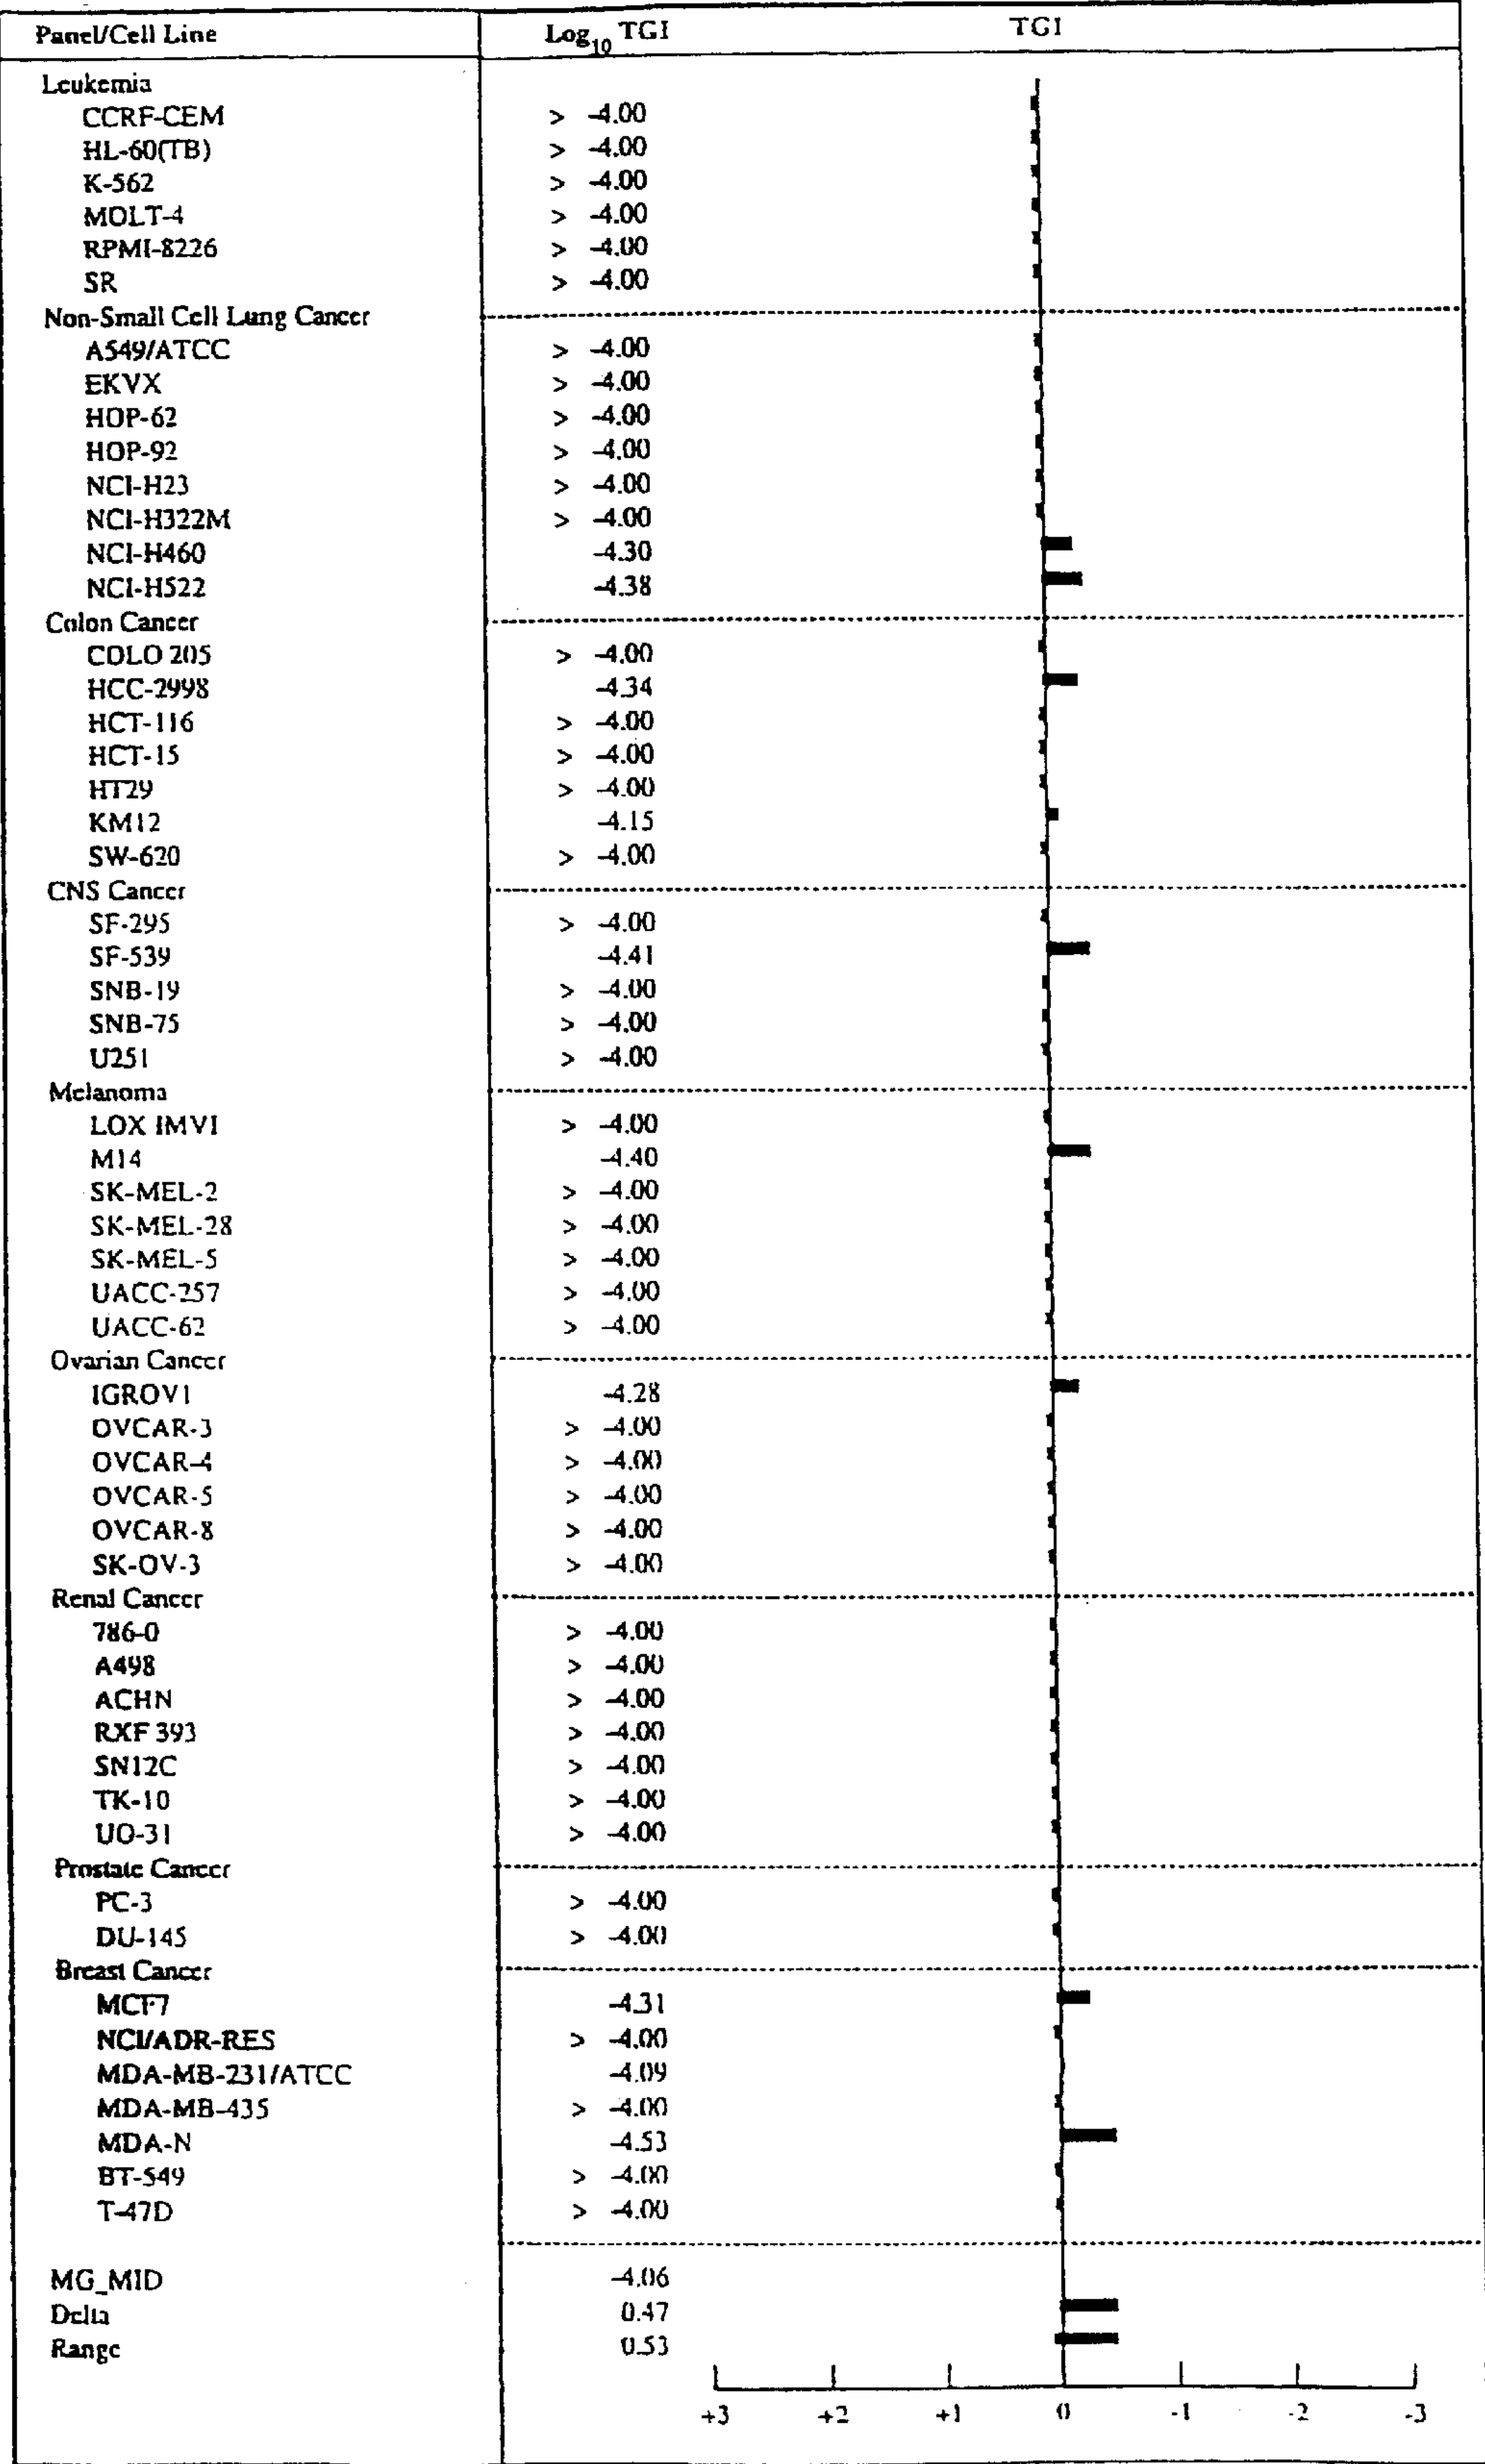 Panel/Cell Line Log10 TGI TGI
Leukemia
CCRF-CEM > -4.00
HL-60(TB) > -4.00
K-562 > -4.00
MOLT-4 > -4.00
RPMI-8226 > -4.00
SR > -4.00
Non-Small Cell Lung Cancer
A549/ATCC > -4.00
EKVX > -4.00
HOP-62 > -4.00
HOP-92 > -4.00
NCI-H23 > -4.00
NCI-H322M > -4.00
NCI-H460 -4.30
NCI-H522 -4.38
Colon Cancer
COLO 205 > -4.00
HCC-2998 -4.34
HCT-116 > -4.00
HCT-15 > -4.00
HT29 > -4.00
KM12 -4.15
SW-620 > -4.00
CNS Cancer
SF-295 > -4.00
SF-539 -4.41
SNB-19 > -4.00
SNB-75 > -4.00
U251 > -4.00
Melanoma
LOX IMVI > -4.00
M14 -4.40
SK-MEL-2 > -4.00
SK-MEL-28 > -4.00
SK-MEL-5 > -4.00
UACC-257 > -4.00
UACC-62 > -4.00
Ovarian Cancer
IGROV1 -4.28
OVCAR-3 > -4.00
OVCAR-4 > -4.00
OVCAR-5 > -4.00
OVCAR-8 > -4.00
SK-OV-3 > -4.00
Renal Cancer
786-0 > -4.00
A498 > -4.00
ACHN > -4.00
RXF 393 > -4.00
SN12C > -4.00
TK-10 > -4.00
UO-31 > -4.00
Prostate Cancer
PC-3 > -4.00
DU-145 > -4.00
Breast Cancer
MCF7 -4.31
NCI/ADR-RES > -4.00
MDA-MB-231/ATCC -4.09
MDA-MB-435 > -4.00
MDA-N -4.53
BT-549 > -4.00
T-47D > -4.00
MG_MID -4.06
Delta 0.47
Range 0.53
+3 +2 +1 0 -1 -2 -3